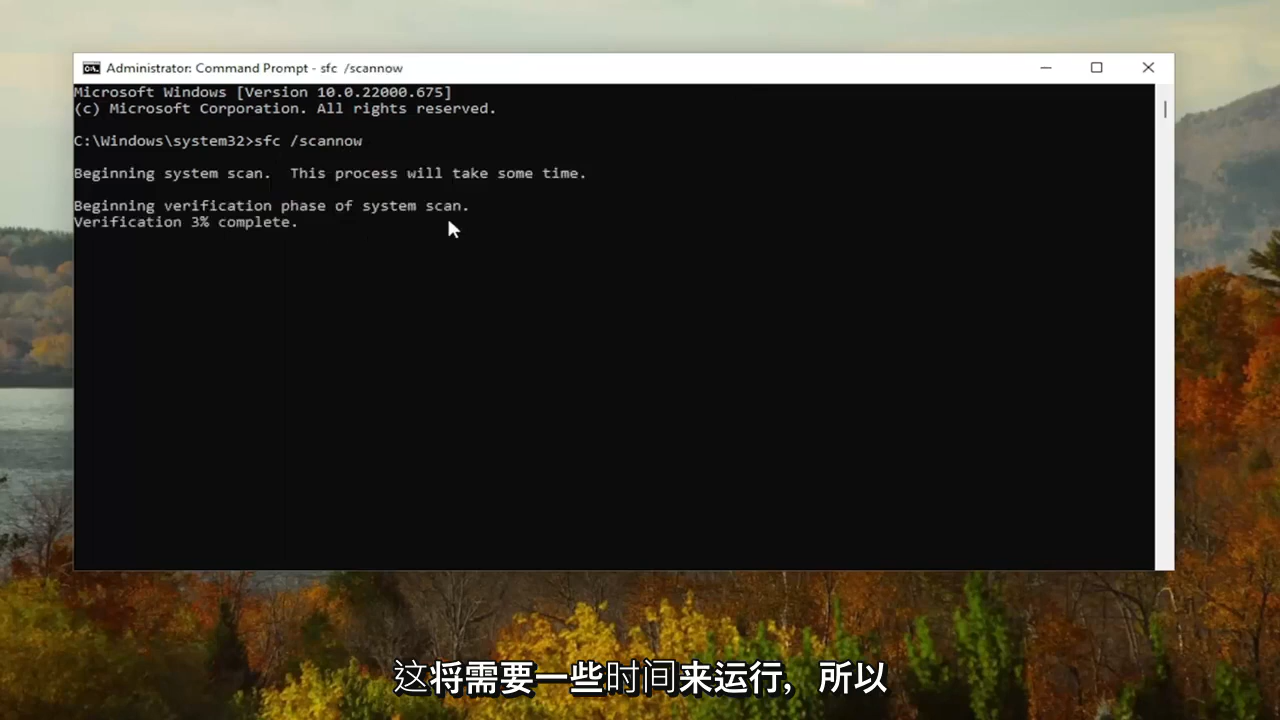 Administrator: Command Prompt - sfc /scannow
Microsoft Windows [Version 10.0.22000.675]
(c) Microsoft Corporation. All rights reserved.
C:\Windows\system32>sfc /scannow
Beginning system scan.  This process will take some time.
Beginning verification phase of system scan.
Verification 3% complete.
这将需要一些时间来运行，所以